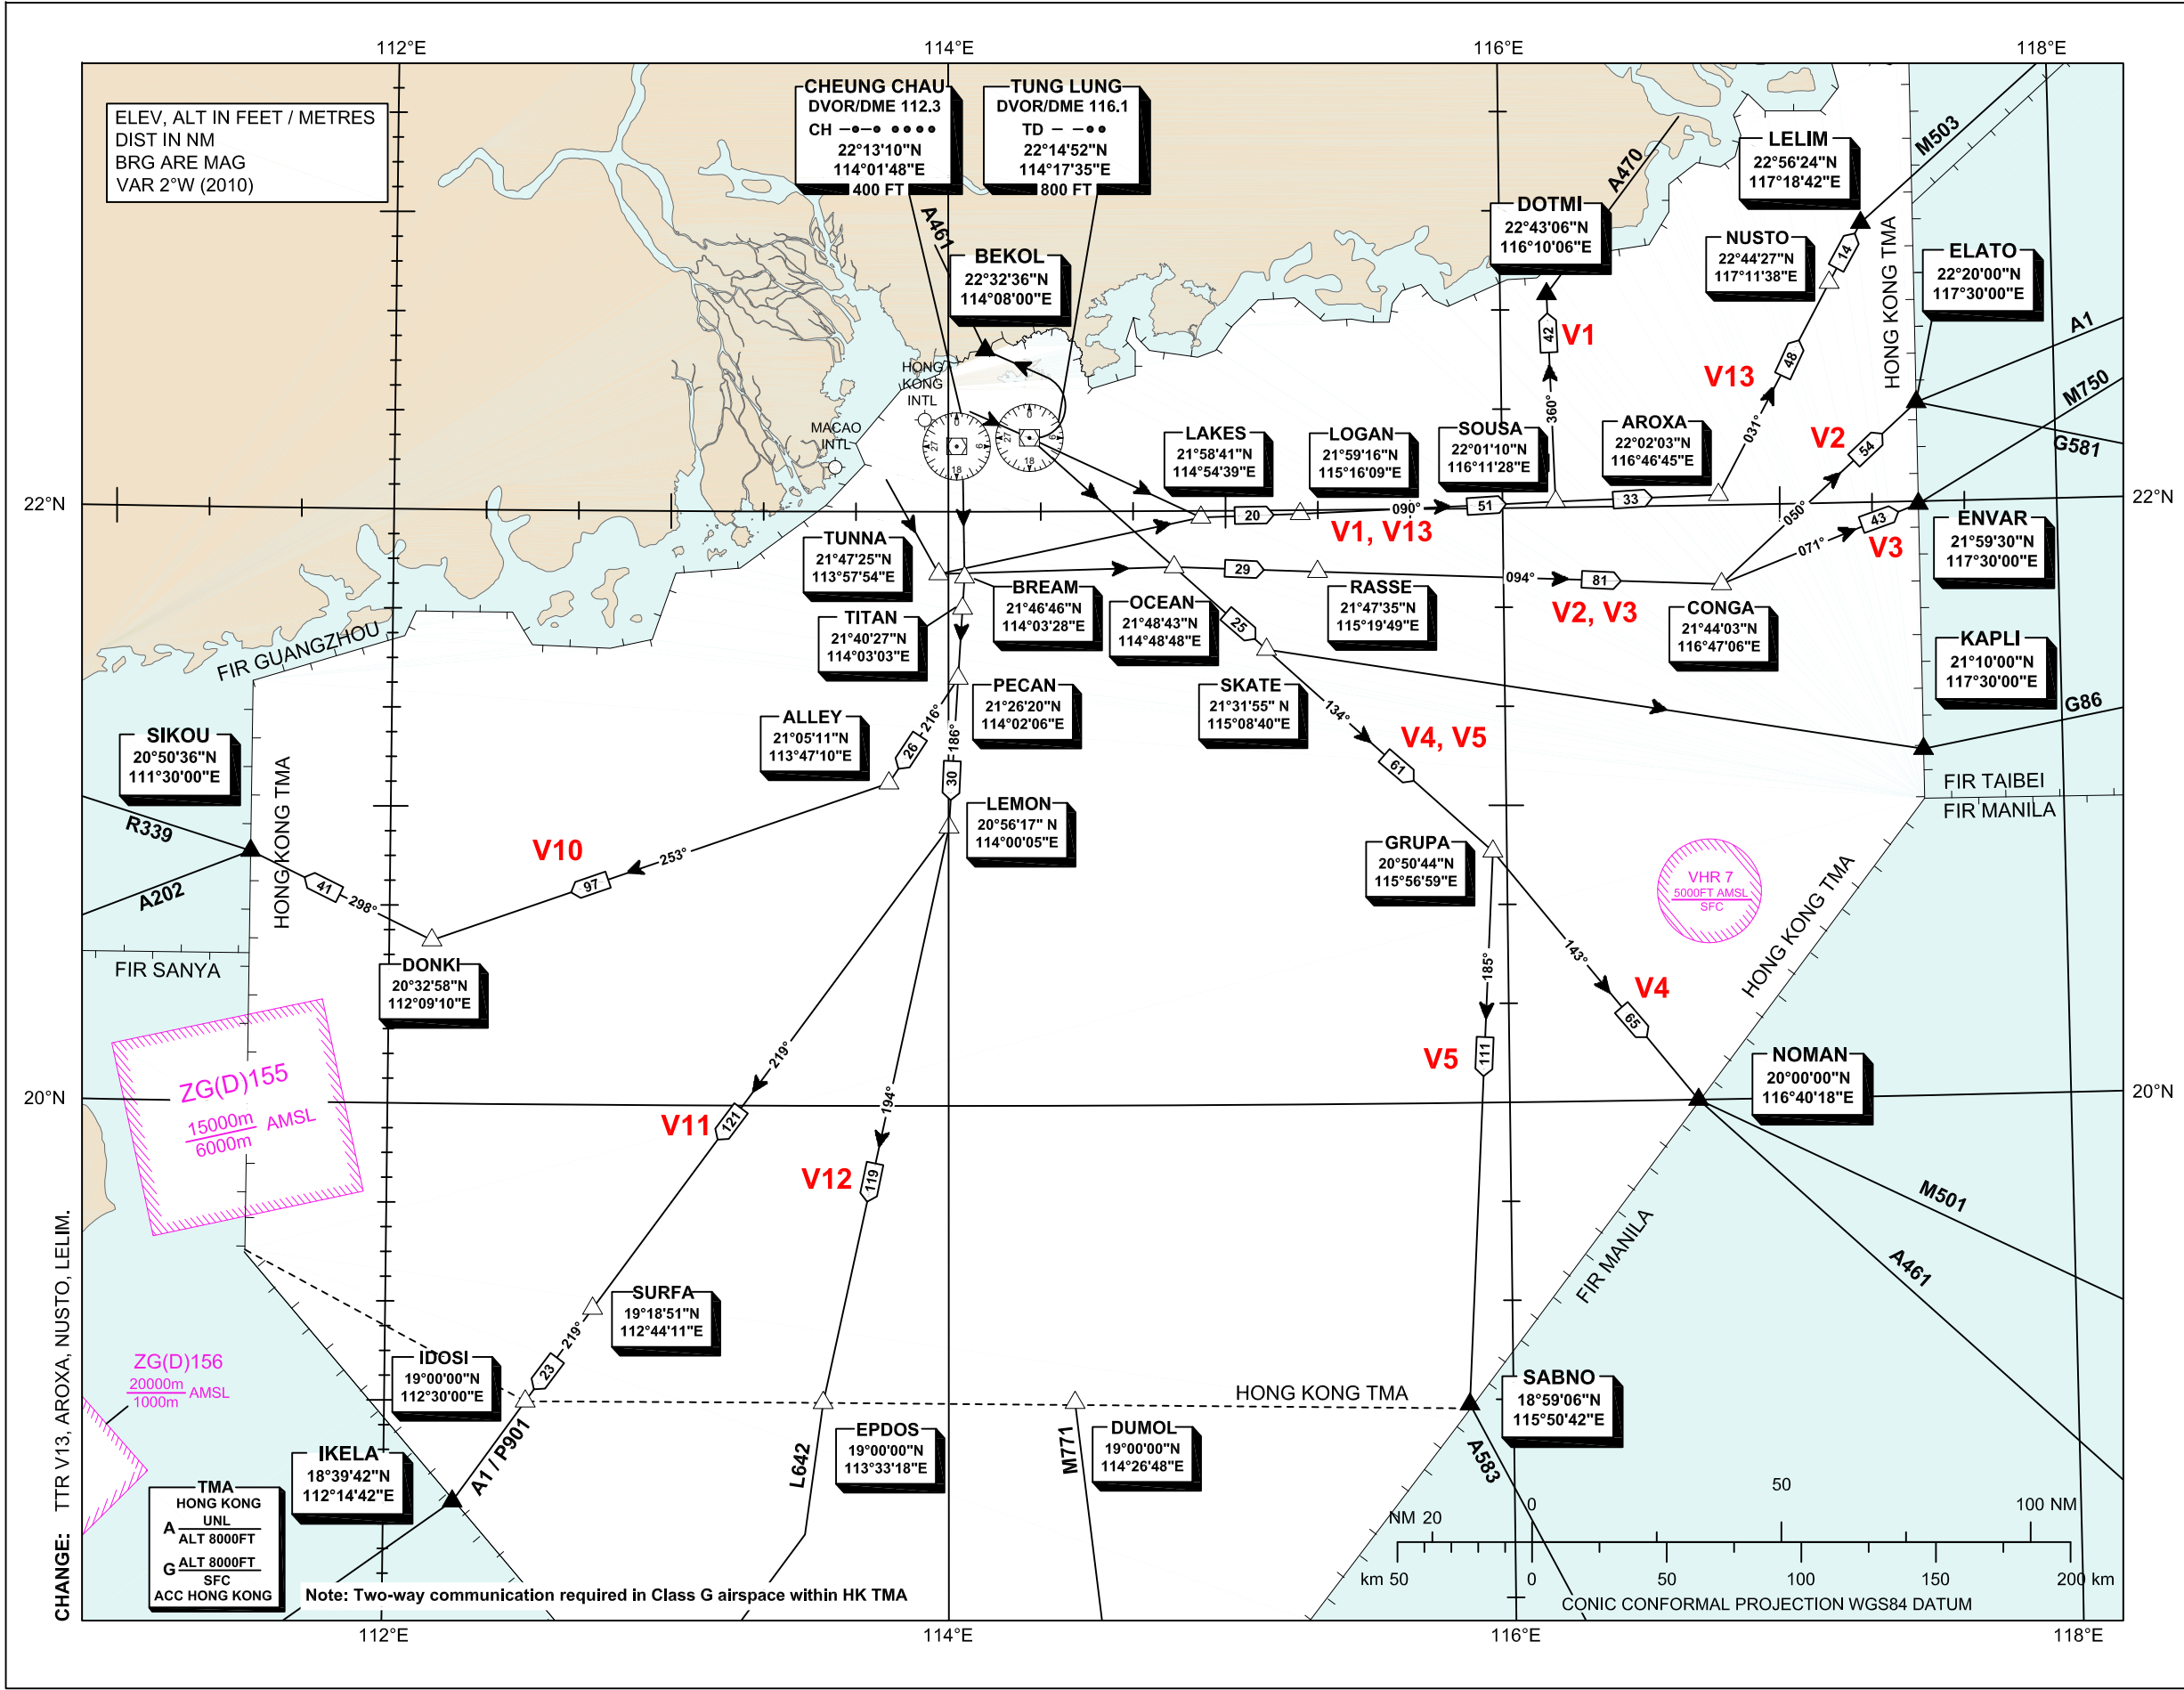 112°E
114°E
116°E
118°E
ELEV, ALT IN FEET / METRES
DIST IN NM
BRG ARE MAG
VAR 2°W (2010)
CHEUNG CHAU
DVOR/DME 112.3
CH
22°13'10"N
114°01'48"E
400 FT
TUNG LUNG
DVOR/DME 116.1
TD
22°14'52"N
114°17'35"E
800 FT
A461
BEKOL
22°32'36"N
114°08'00"E
DOTMI
22°43'06"N
116°10'06"E
A470
LELIM
22°56'24"N
117°18'42"E
M503
NUSTO
22°44'27"N
117°11'38"E
14
HONG KONG TMA
ELATO
22°20'00"N
117°30'00"E
A1
M750
G581
42
V1
360°
V13
48
031°
V2
54
050°
HONG
KONG
INTL
MACAO
INTL
0
9
18
27
0
9
18
27
LAKES
21°58'41"N
114°54'39"E
LOGAN
21°59'16"N
115°16'09"E
SOUSA
22°01'10"N
116°11'28"E
AROXA
22°02'03"N
116°46'45"E
22°N
22°N
20
090°
51
33
V1, V13
43
071°
V3
ENVAR
21°59'30"N
117°30'00"E
TUNNA
21°47'25"N
113°57'54"E
BREAM
21°46'46"N
114°03'28"E
29
094°
81
V2, V3
TITAN
21°40'27"N
114°03'03"E
OCEAN
21°48'43"N
114°48'48"E
25
RASSE
21°47'35"N
115°19'49"E
CONGA
21°44'03"N
116°47'06"E
KAPLI
21°10'00"N
117°30'00"E
G86
FIR GUANGZHOU
PECAN
21°26'20"N
114°02'06"E
SKATE
21°31'55" N
115°08'40"E
134°
V4, V5
61
ALLEY
21°05'11"N
113°47'10"E
216°
26
186°
30
SIKOU
20°50'36"N
111°30'00"E
R339
A202
HONG KONG TMA
FIR TAIBEI
FIR MANILA
LEMON
20°56'17" N
114°00'05"E
V10
253°
97
41
298°
GRUPA
20°50'44"N
115°56'59"E
VHR 7
5000FT AMSL
SFC
HONG KONG TMA
FIR SANYA
DONKI
20°32'58"N
112°09'10"E
185°
143°
V4
65
V5
111
NOMAN
20°00'00"N
116°40'18"E
ZG(D)155
15000m
6000m
AMSL
219°
V11
121
194°
V12
119
20°N
20°N
M501
A461
FIR MANILA
SURFA
19°18'51"N
112°44'11"E
219°
23
ZG(D)156
20000m
1000m
AMSL
IDOSI
19°00'00"N
112°30'00"E
HONG KONG TMA
SABNO
18°59'06"N
115°50'42"E
A583
IKELA
18°39'42"N
112°14'42"E
A1 / P901
L642
EPDOS
19°00'00"N
113°33'18"E
M771
DUMOL
19°00'00"N
114°26'48"E
TMA
HONG KONG
A
UNL
ALT 8000FT
G
ALT 8000FT
SFC
ACC HONG KONG
Note: Two-way communication required in Class G airspace within HK TMA
NM 20
0
50
100 NM
km 50
0
50
100
150
200 km
CONIC CONFORMAL PROJECTION WGS84 DATUM
CHANGE: TTR V13, AROXA, NUSTO, LELIM.
112°E
114°E
116°E
118°E